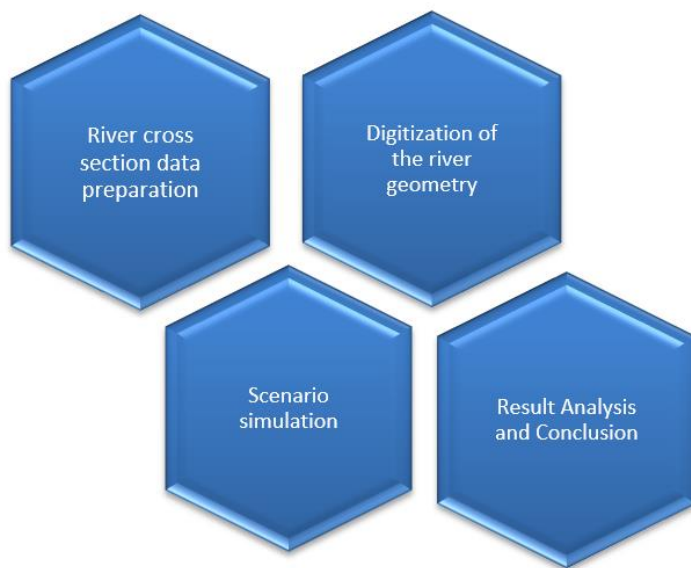 River cross
section data
preparation
Digitization of
the river
geometry
Scenario
simulation
Result Analysis
and Conclusion